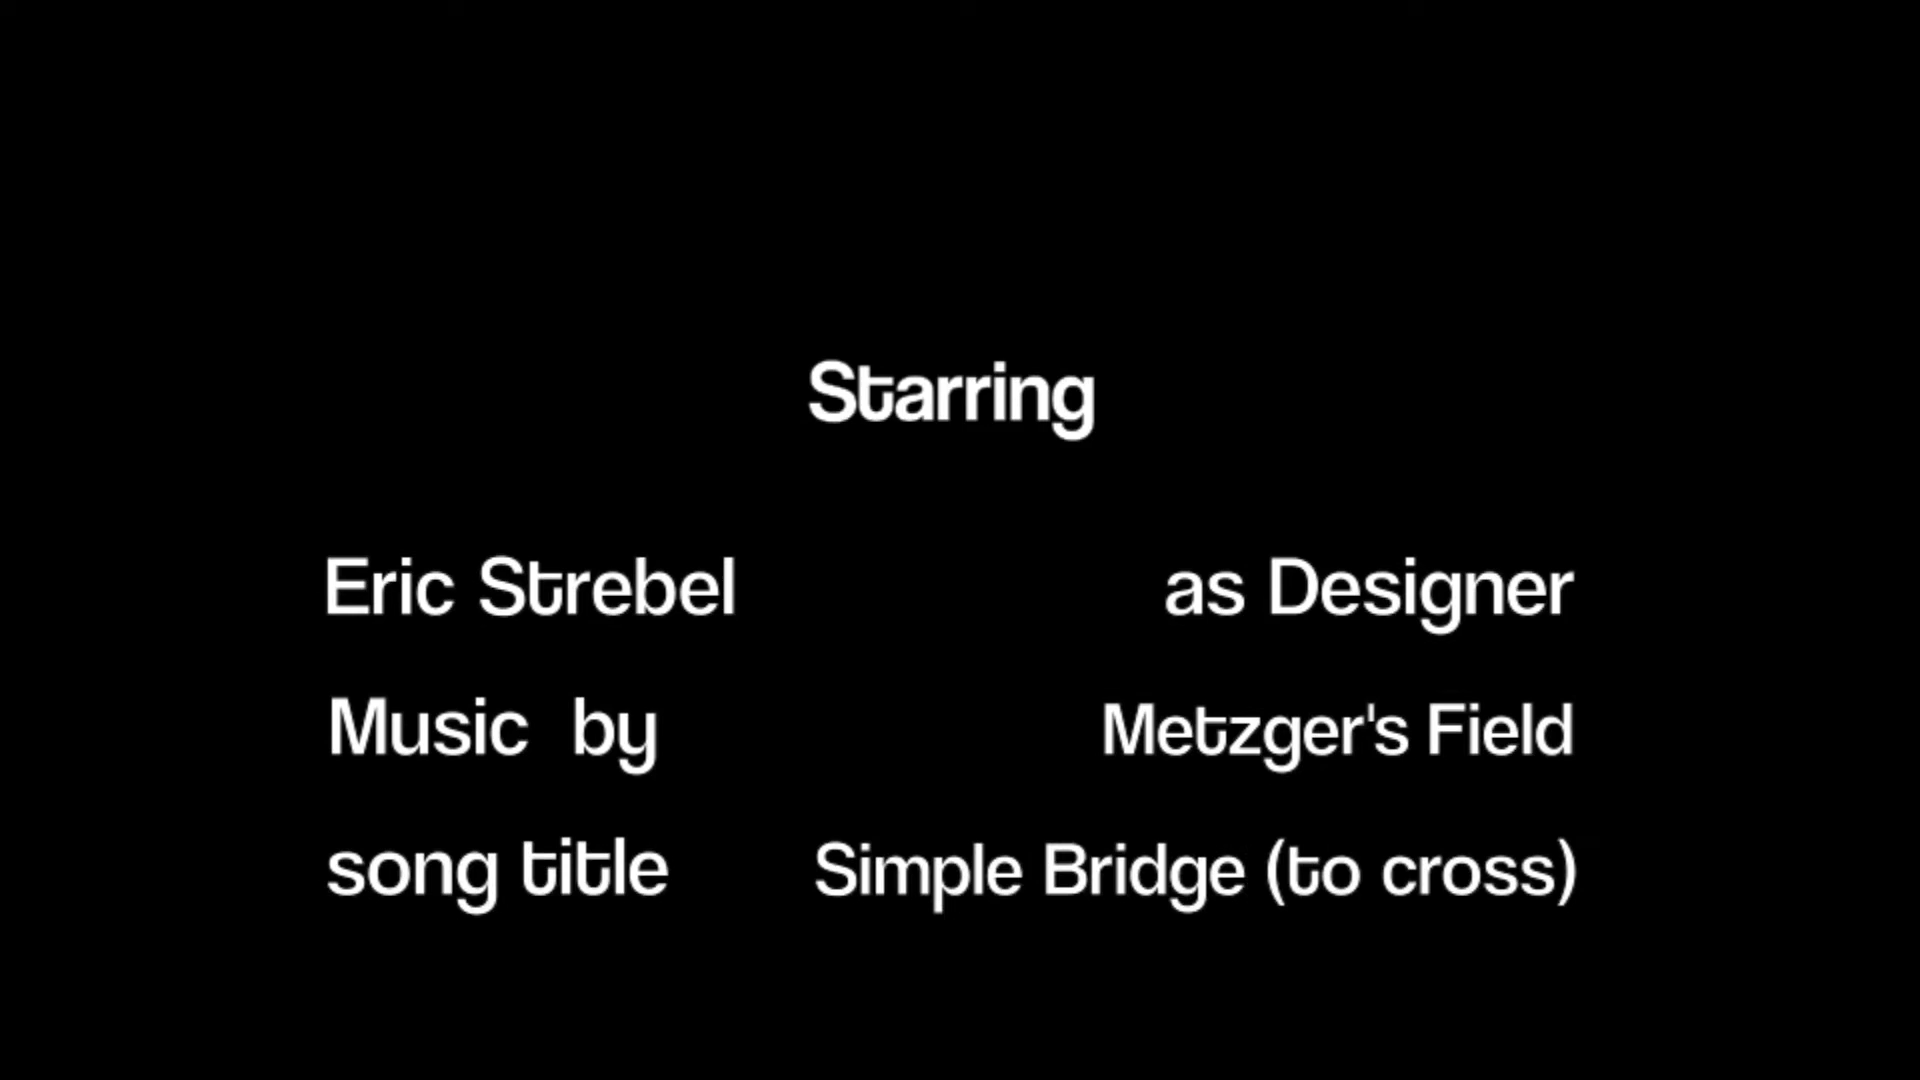 Starring
Eric Strebel as Designer
Music by Metzger's Field
song title Simple Bridge (to cross)